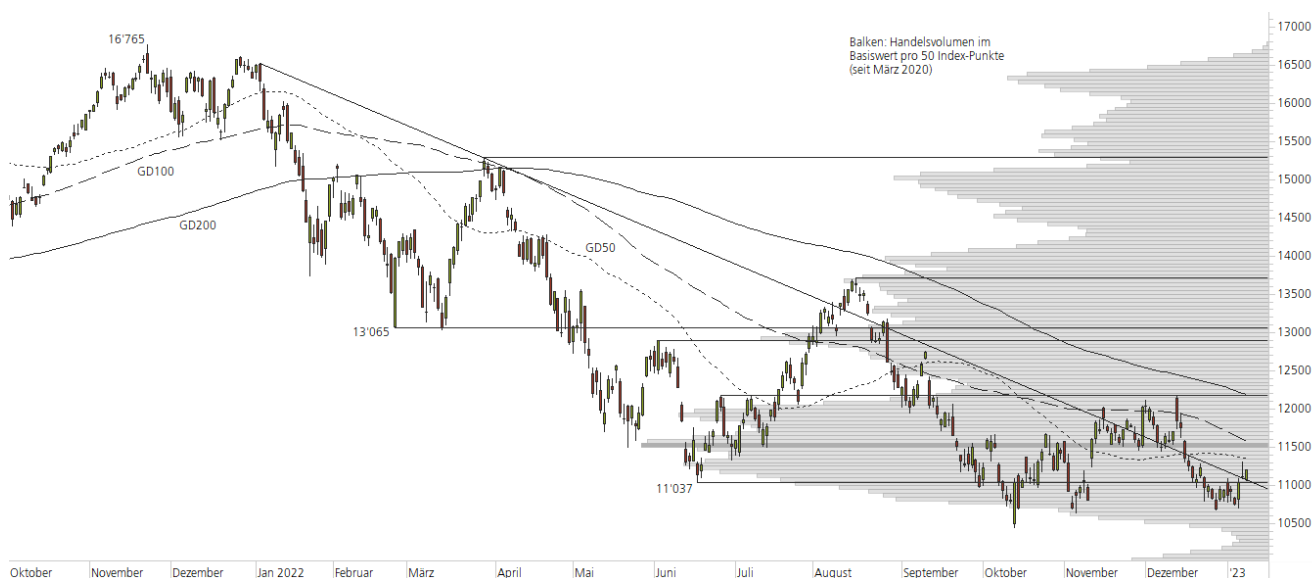 16'765
Balken: Handelsvolumen im
Basiswert pro 50 Index-Punkte
(seit März 2020)
GD100
GD200
GD50
13'065
11'037
17000
16500
16000
15500
15000
14500
14000
13500
13000
12500
12000
11500
11000
10500
Oktober November Dezember Jan 2022 Februar März April Mai Juni Juli August September Oktober November Dezember '23